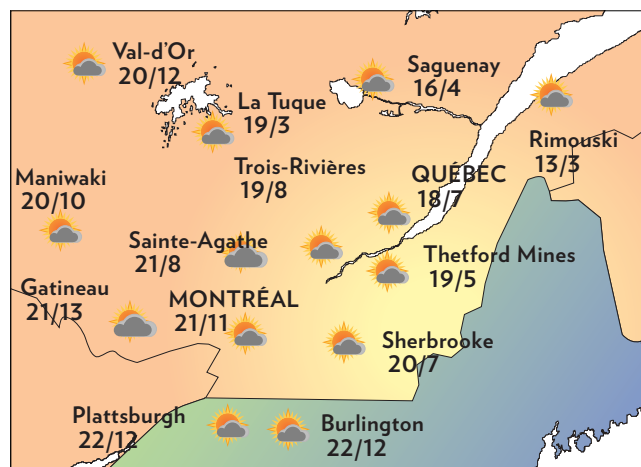 Val-d'Or
20/12
Saguenay
16/4
La Tuque
19/3
Rimouski
13/3
Trois-Rivières
19/8
Maniwaki
20/10
QUÉBEC
18/7
Sainte-Agathe
21/8
Thetford Mines
19/5
Gatineau
21/13
MONTRÉAL
21/11
Sherbrooke
20/7
Plattsburgh
22/12
Burlington
22/12